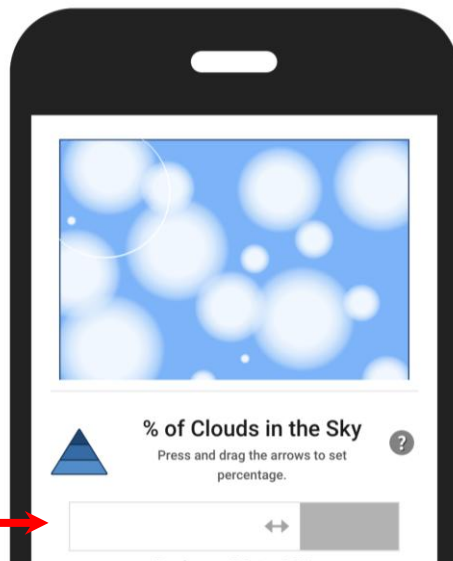 % of Clouds in the Sky
Press and drag the arrows to set
percentage.
?